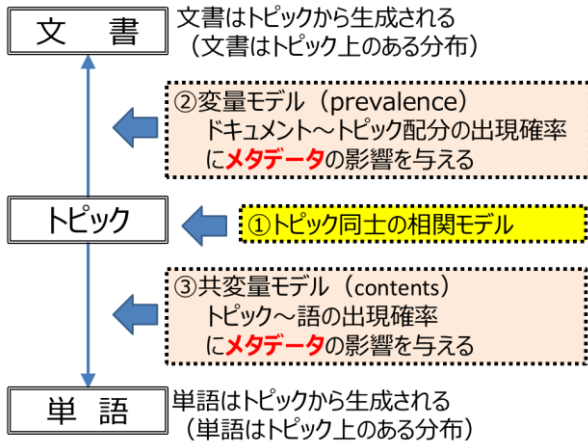 文 書
文書はトピックから生成される
（文書はトピック上のある分布）
②変量モデル（prevalence）
ドキュメント～トピック配分の出現確率
にメタデータの影響を与える
トピック
①トピック同士の相関モデル
③共変量モデル（contents）
トピック～語の出現確率
にメタデータの影響を与える
単 語
単語はトピックから生成される
（単語はトピック上のある分布）